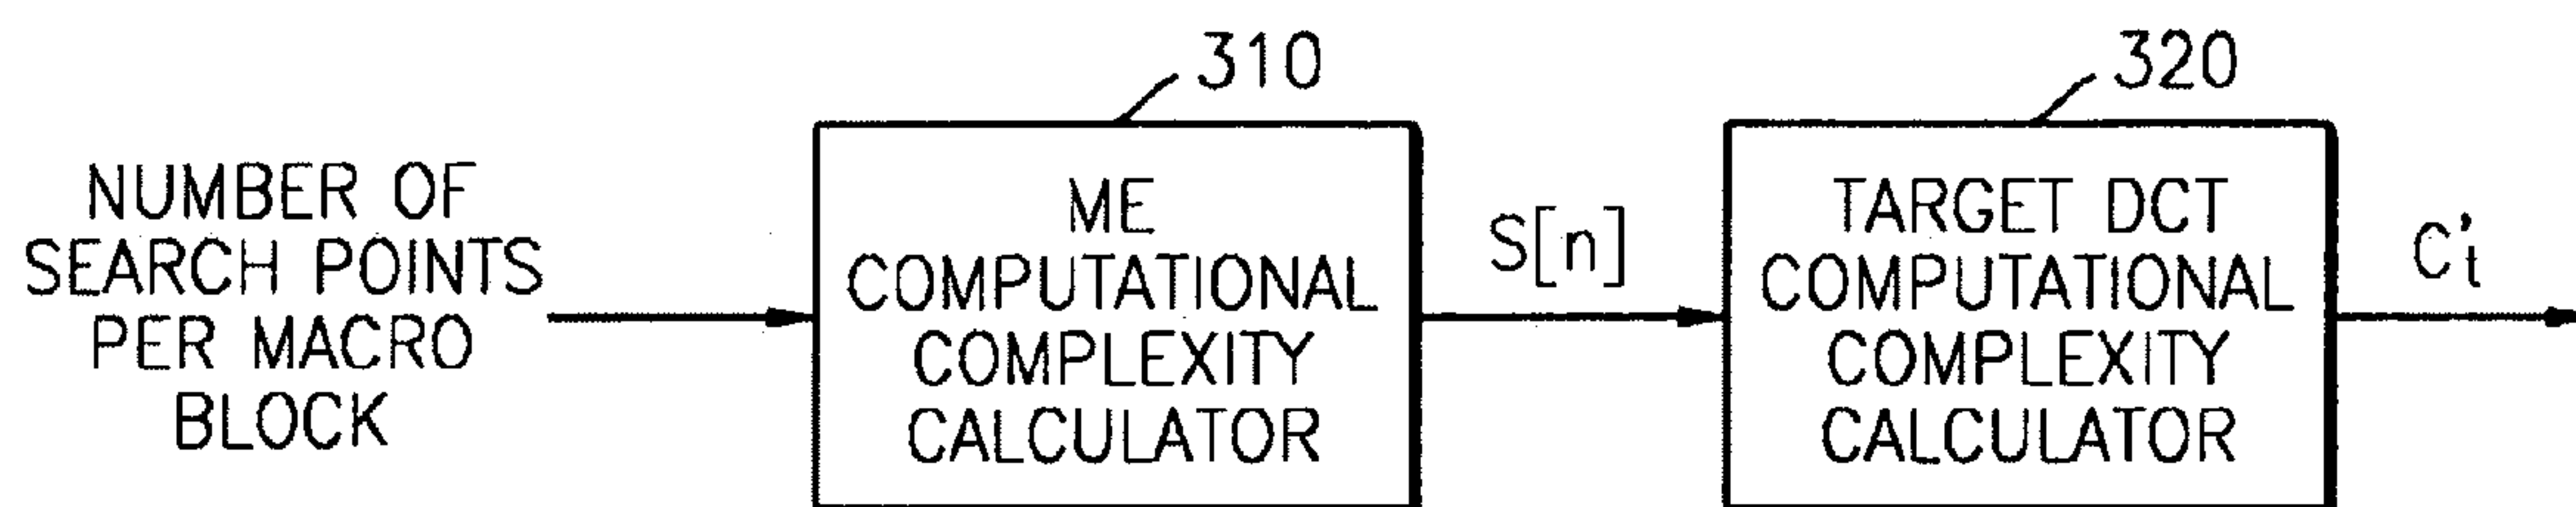 310
320
NUMBER OF
SEARCH POINTS
PER MACRO
BLOCK
ME
COMPUTATIONAL
COMPLEXITY
CALCULATOR
S[n]
TARGET DCT
COMPUTATIONAL
COMPLEXITY
CALCULATOR
C'i